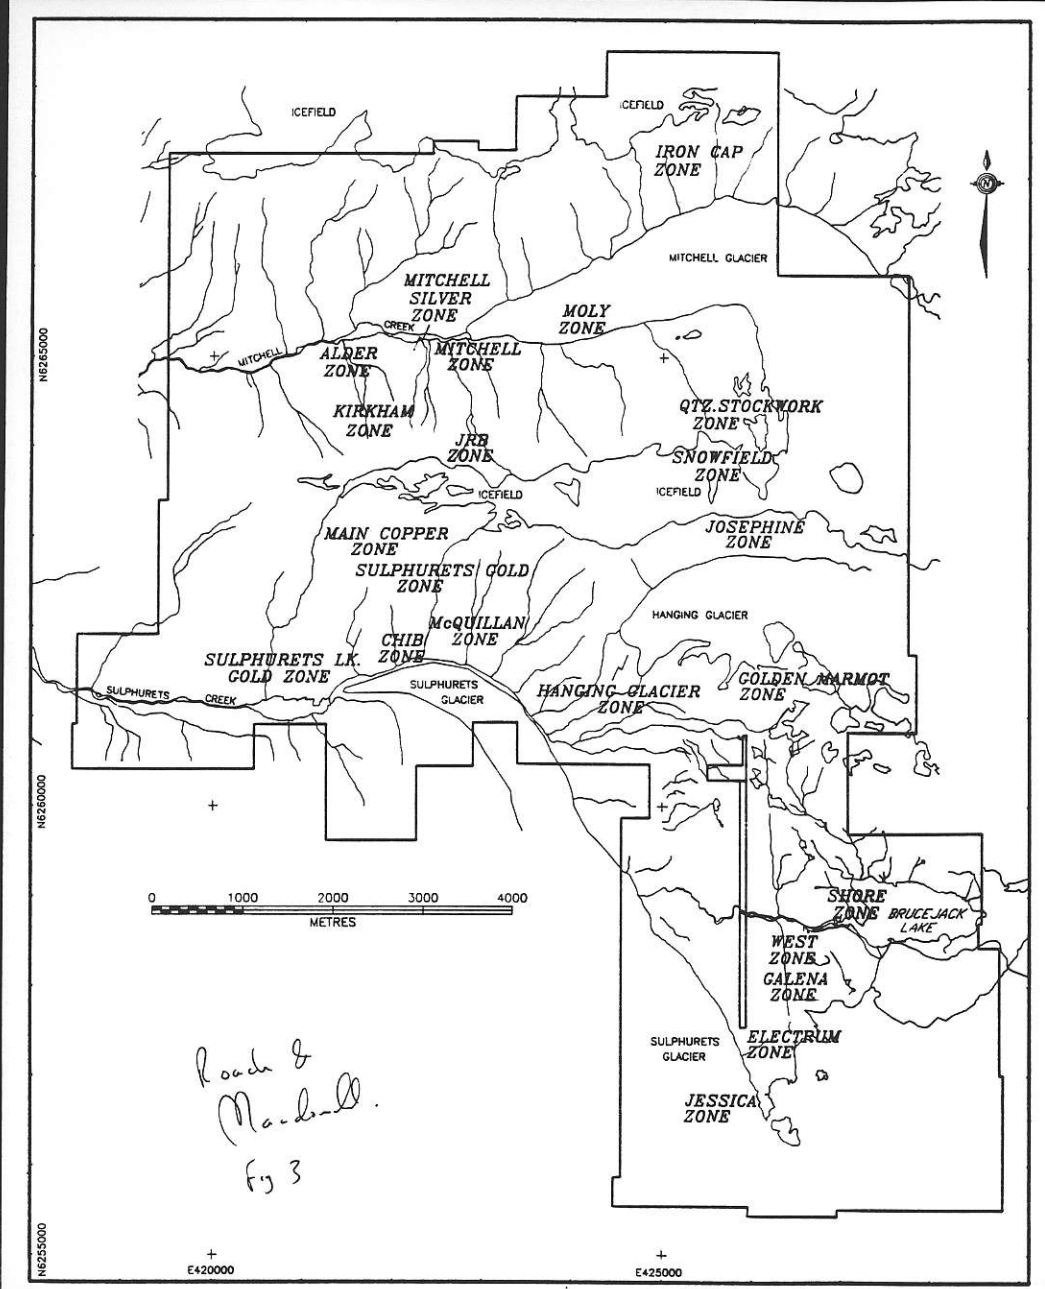 ICEFIELD
ICEFIELD
IRON CAP
ZONE
N
MITCHELL GLACIER
MITCHELL
SILVER
ZONE
MOLY
ZONE
CREEK
MITCHELL
N6265000
ALDER
ZONE
MITCHELL
ZONE
KIRKHAM
ZONE
QTZ.STOCKWORK
ZONE
JRB
ZONE
SNOWFIELD
ZONE
ICEFIELD
ICEFIELD
MAIN COPPER
ZONE
JOSEPHINE
ZONE
SULPHURETS GOLD
ZONE
HANGING GLACIER
McQUILLAN
ZONE
CHIB
ZONE
SULPHURETS LK.
GOLD ZONE
SULPHURETS
GLACIER
SULPHURETS CREEK
HANGING GLACIER
ZONE
GOLDEN MARMOT
ZONE
N6260000
0 1000 2000 3000 4000
METRES
SHORE
ZONE
BRUCEJACK
LAKE
WEST
ZONE
GALENA
ZONE
SULPHURETS
GLACIER
ELECTRUM
ZONE
JESSICA
ZONE
Roach &
Macdonald.
Fig 3
N6255000
E420000
E425000